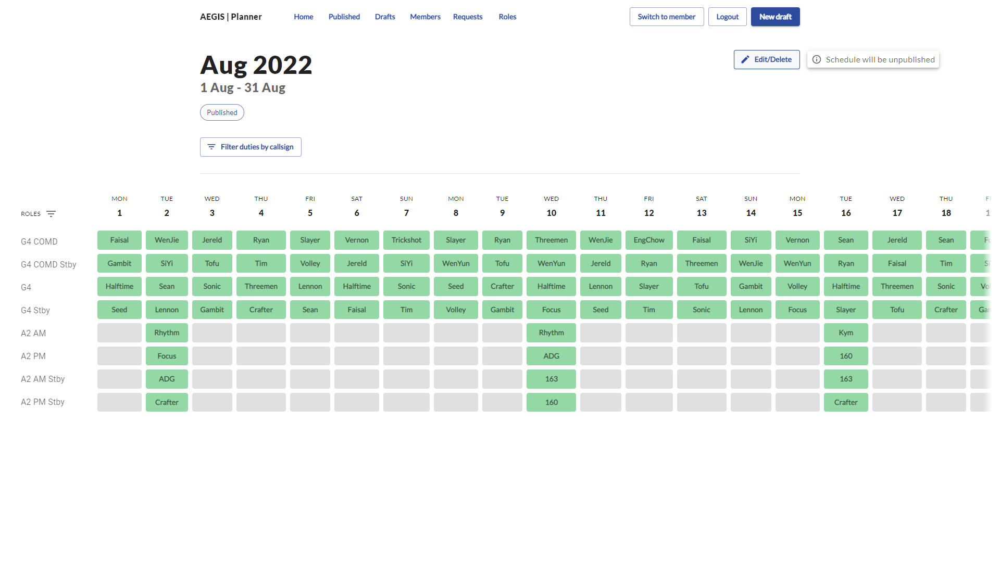 AEGIS | Planner Home Published Drafts Members Requests Roles Switch to member Logout New draft
Aug 2022
Edit/Delete Schedule will be unpublished
1 Aug - 31 Aug
Published
Filter duties by callsign
MON TUE WED THU FRI SAT SUN MON TUE WED THU FRI SAT SUN MON TUE WED THU
ROLES 1 2 3 4 5 6 7 8 9 10 11 12 13 14 15 16 17 18
G4 COMD Faisal WenJie Jereld Ryan Slayer Vernon Trickshot Slayer Ryan Threemen WenJie EngChow Faisal SiYi Vernon Sean Jereld Sean
G4 COMD Stby Gambit SiYi Tofu Tim Volley Jereld SiYi WenYun Tofu WenYun Jereld Ryan Threemen WenJie WenYun Ryan Faisal Tim
G4 Halftime Sean Sonic Threemen Lennon Halftime Sonic Seed Crafter Halftime Lennon Slayer Tofu Gambit Volley Halftime Threemen Sonic
G4 Stby Seed Lennon Gambit Crafter Sean Faisal Tim Volley Gambit Focus Seed Tim Sonic Lennon Focus Slayer Tofu Crafter
A2 AM Rhythm Rhythm Kym
A2 PM Focus ADG 160
A2 AM Stby ADG 163 163
A2 PM Stby Crafter 160 Crafter